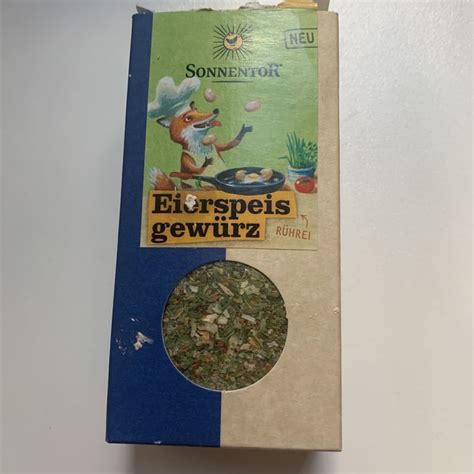 NEU
SONNENTOR
Eierspeis
gewürz
RÜHREI